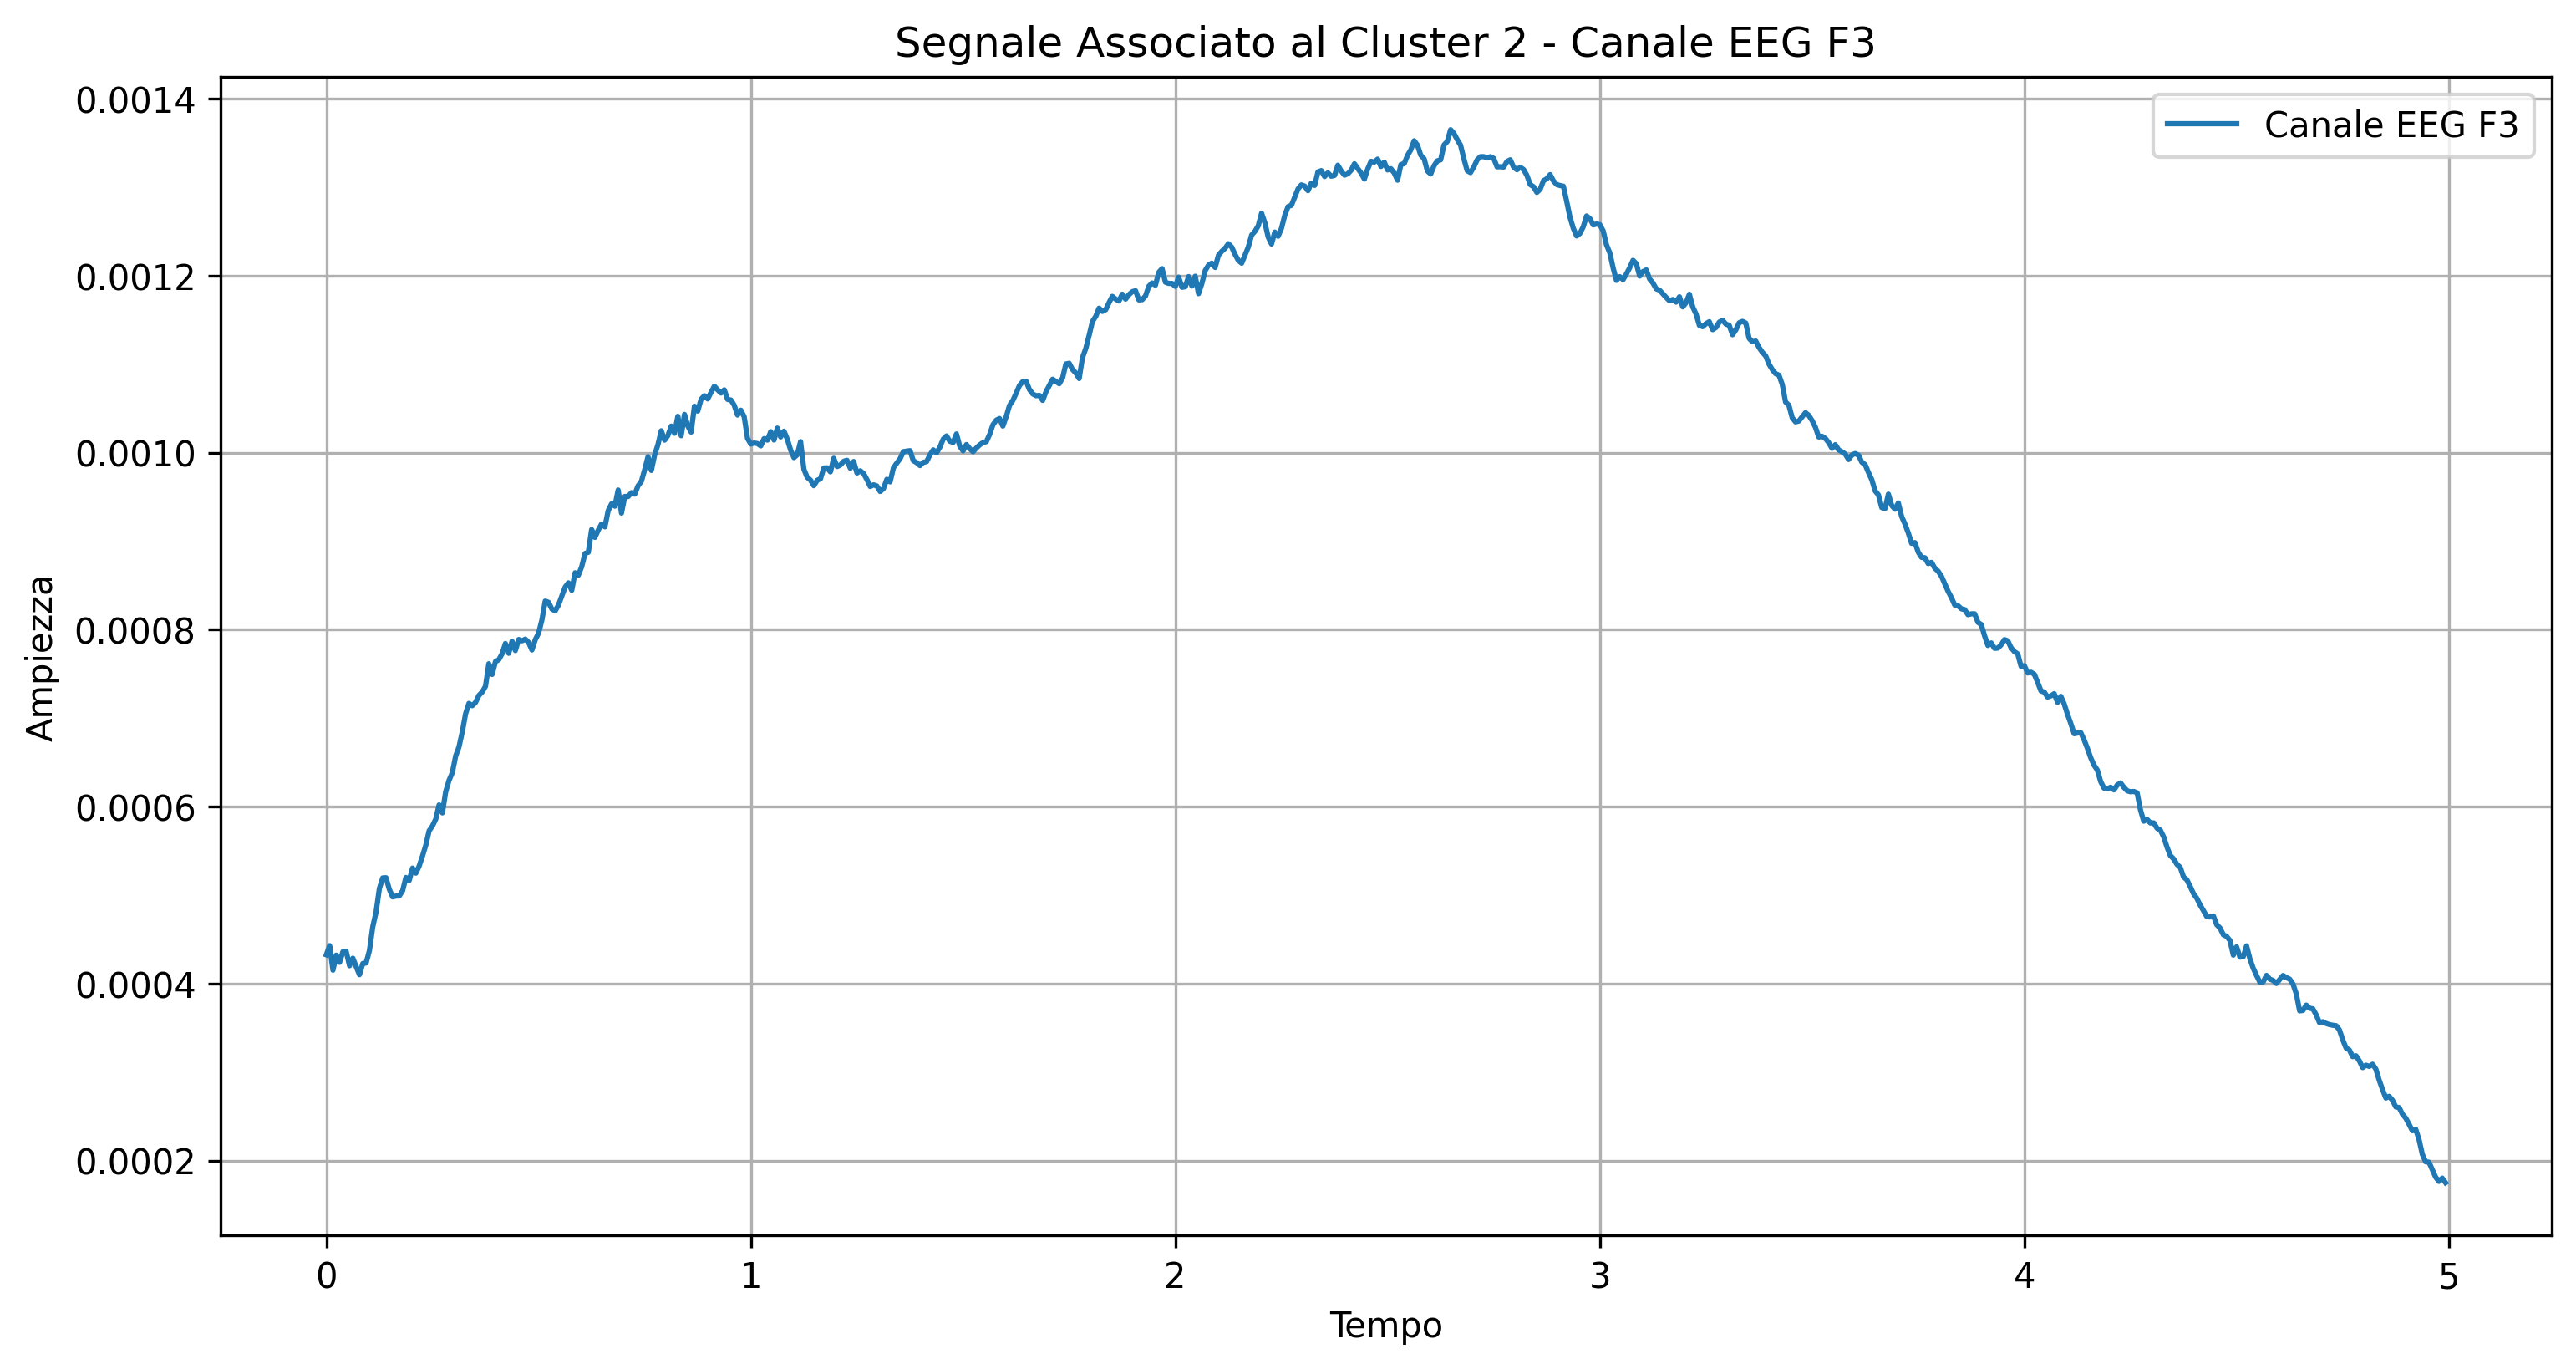 Segnale Associato al Cluster 2 - Canale EEG F3
Canale EEG F3
0.0014
0.0012
0.0010
0.0008
0.0006
0.0004
0.0002
Ampiezza
0 1 2 3 4 5
Tempo